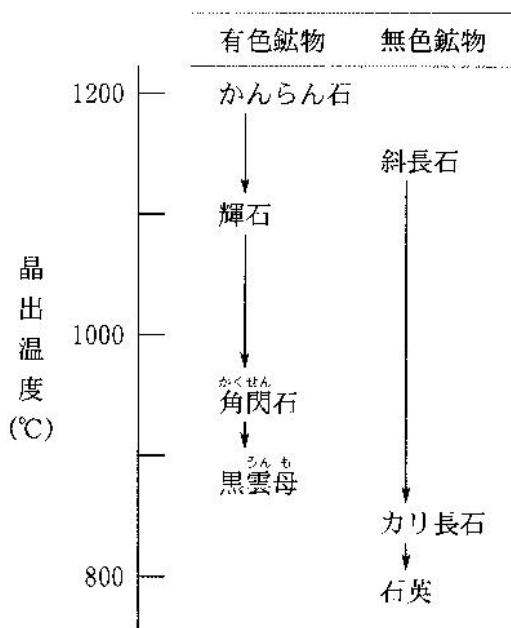 有色鉱物 無色鉱物
1200
かんらん石
斜長石
輝石
晶出温度(℃)
1000
かくせん
角閃石
うんも
黒雲母
カリ長石
800
石英